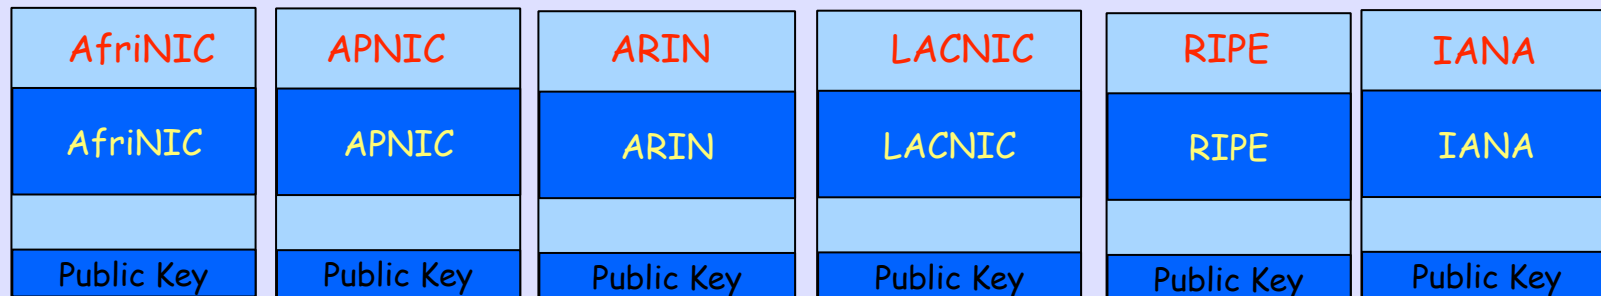 AfriNIC APNIC ARIN LACNIC RIPE IANA
AfriNIC APNIC ARIN LACNIC RIPE IANA
Public Key Public Key Public Key Public Key Public Key Public Key